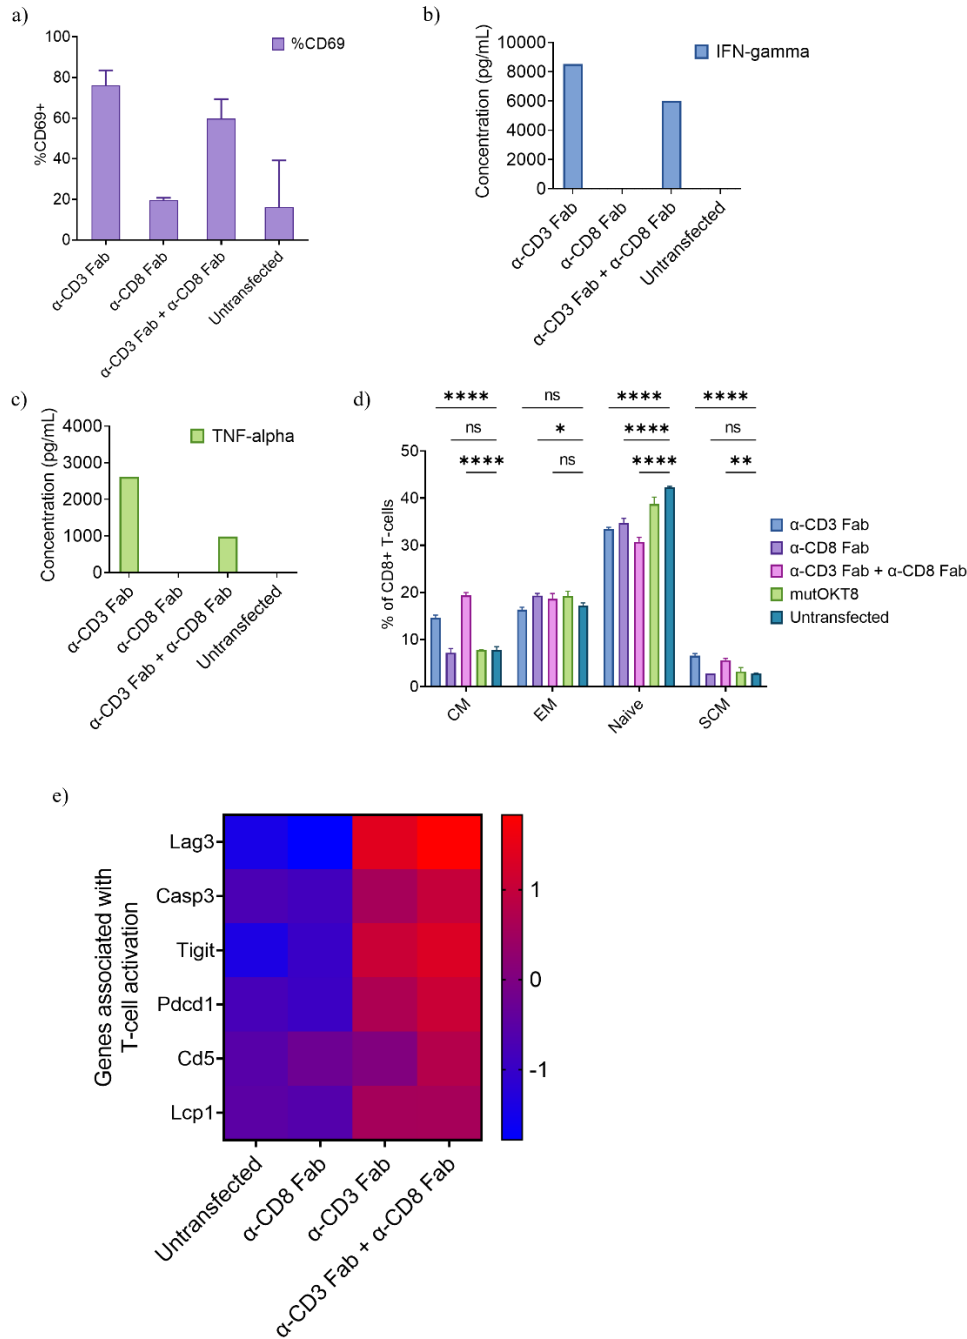 a)
%CD69
%CD69+
100
80
60
40
20
0
α-CD3 Fab
α-CD8 Fab
α-CD3 Fab + α-CD8 Fab
Untransfected
b)
IFN-gamma
Concentration (pg/mL)
10000
8000
6000
4000
2000
0
α-CD3 Fab
α-CD8 Fab
α-CD3 Fab + α-CD8 Fab
Untransfected
c)
TNF-alpha
Concentration (pg/mL)
4000
3000
2000
1000
0
α-CD3 Fab
α-CD8 Fab
α-CD3 Fab + α-CD8 Fab
Untransfected
d)
**** ns **** ****
ns * **** ns
**** ns **** **
% of CD8+ T-cells
50
40
30
20
10
0
CM
EM
Naive
SCM
α-CD3 Fab
α-CD8 Fab
α-CD3 Fab + α-CD8 Fab
mutOKT8
Untransfected
e)
Genes associated with
T-cell activation
Lag3
Casp3
Tigit
Pdcd1
Cd5
Lcp1
1
0
-1
Untransfected
α-CD8 Fab
α-CD3 Fab
α-CD3 Fab + α-CD8 Fab